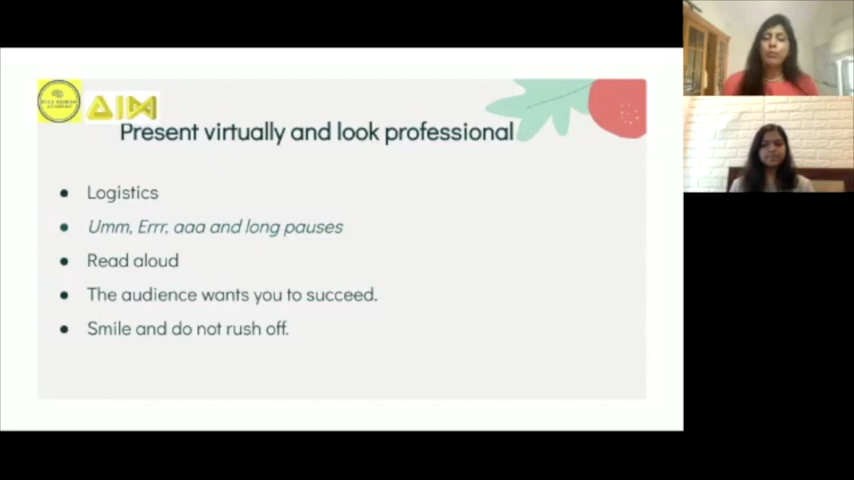 AIM
Present virtually and look professional
Logistics
Umm, Errr, aaa and long pauses
Read aloud
The audience wants you to succeed.
Smile and do not rush off.